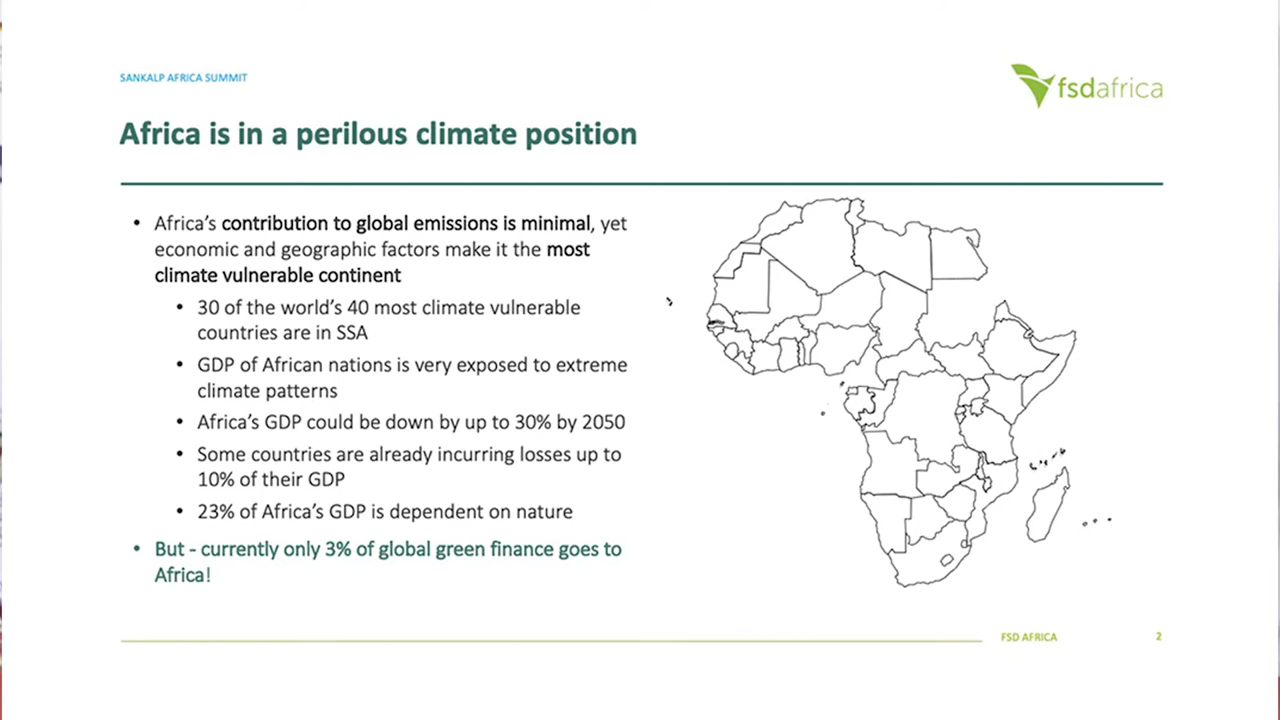 SANKALP AFRICA SUMMIT
fsdafrica
Africa is in a perilous climate position
• Africa's contribution to global emissions is minimal, yet
economic and geographic factors make it the most
climate vulnerable continent
• 30 of the world's 40 most climate vulnerable
countries are in SSA
• GDP of African nations is very exposed to extreme
climate patterns
• Africa's GDP could be down by up to 30% by 2050
• Some countries are already incurring losses up to
10% of their GDP
• 23% of Africa's GDP is dependent on nature
• But - currently only 3% of global green finance goes to
Africa!
FSD AFRICA
2